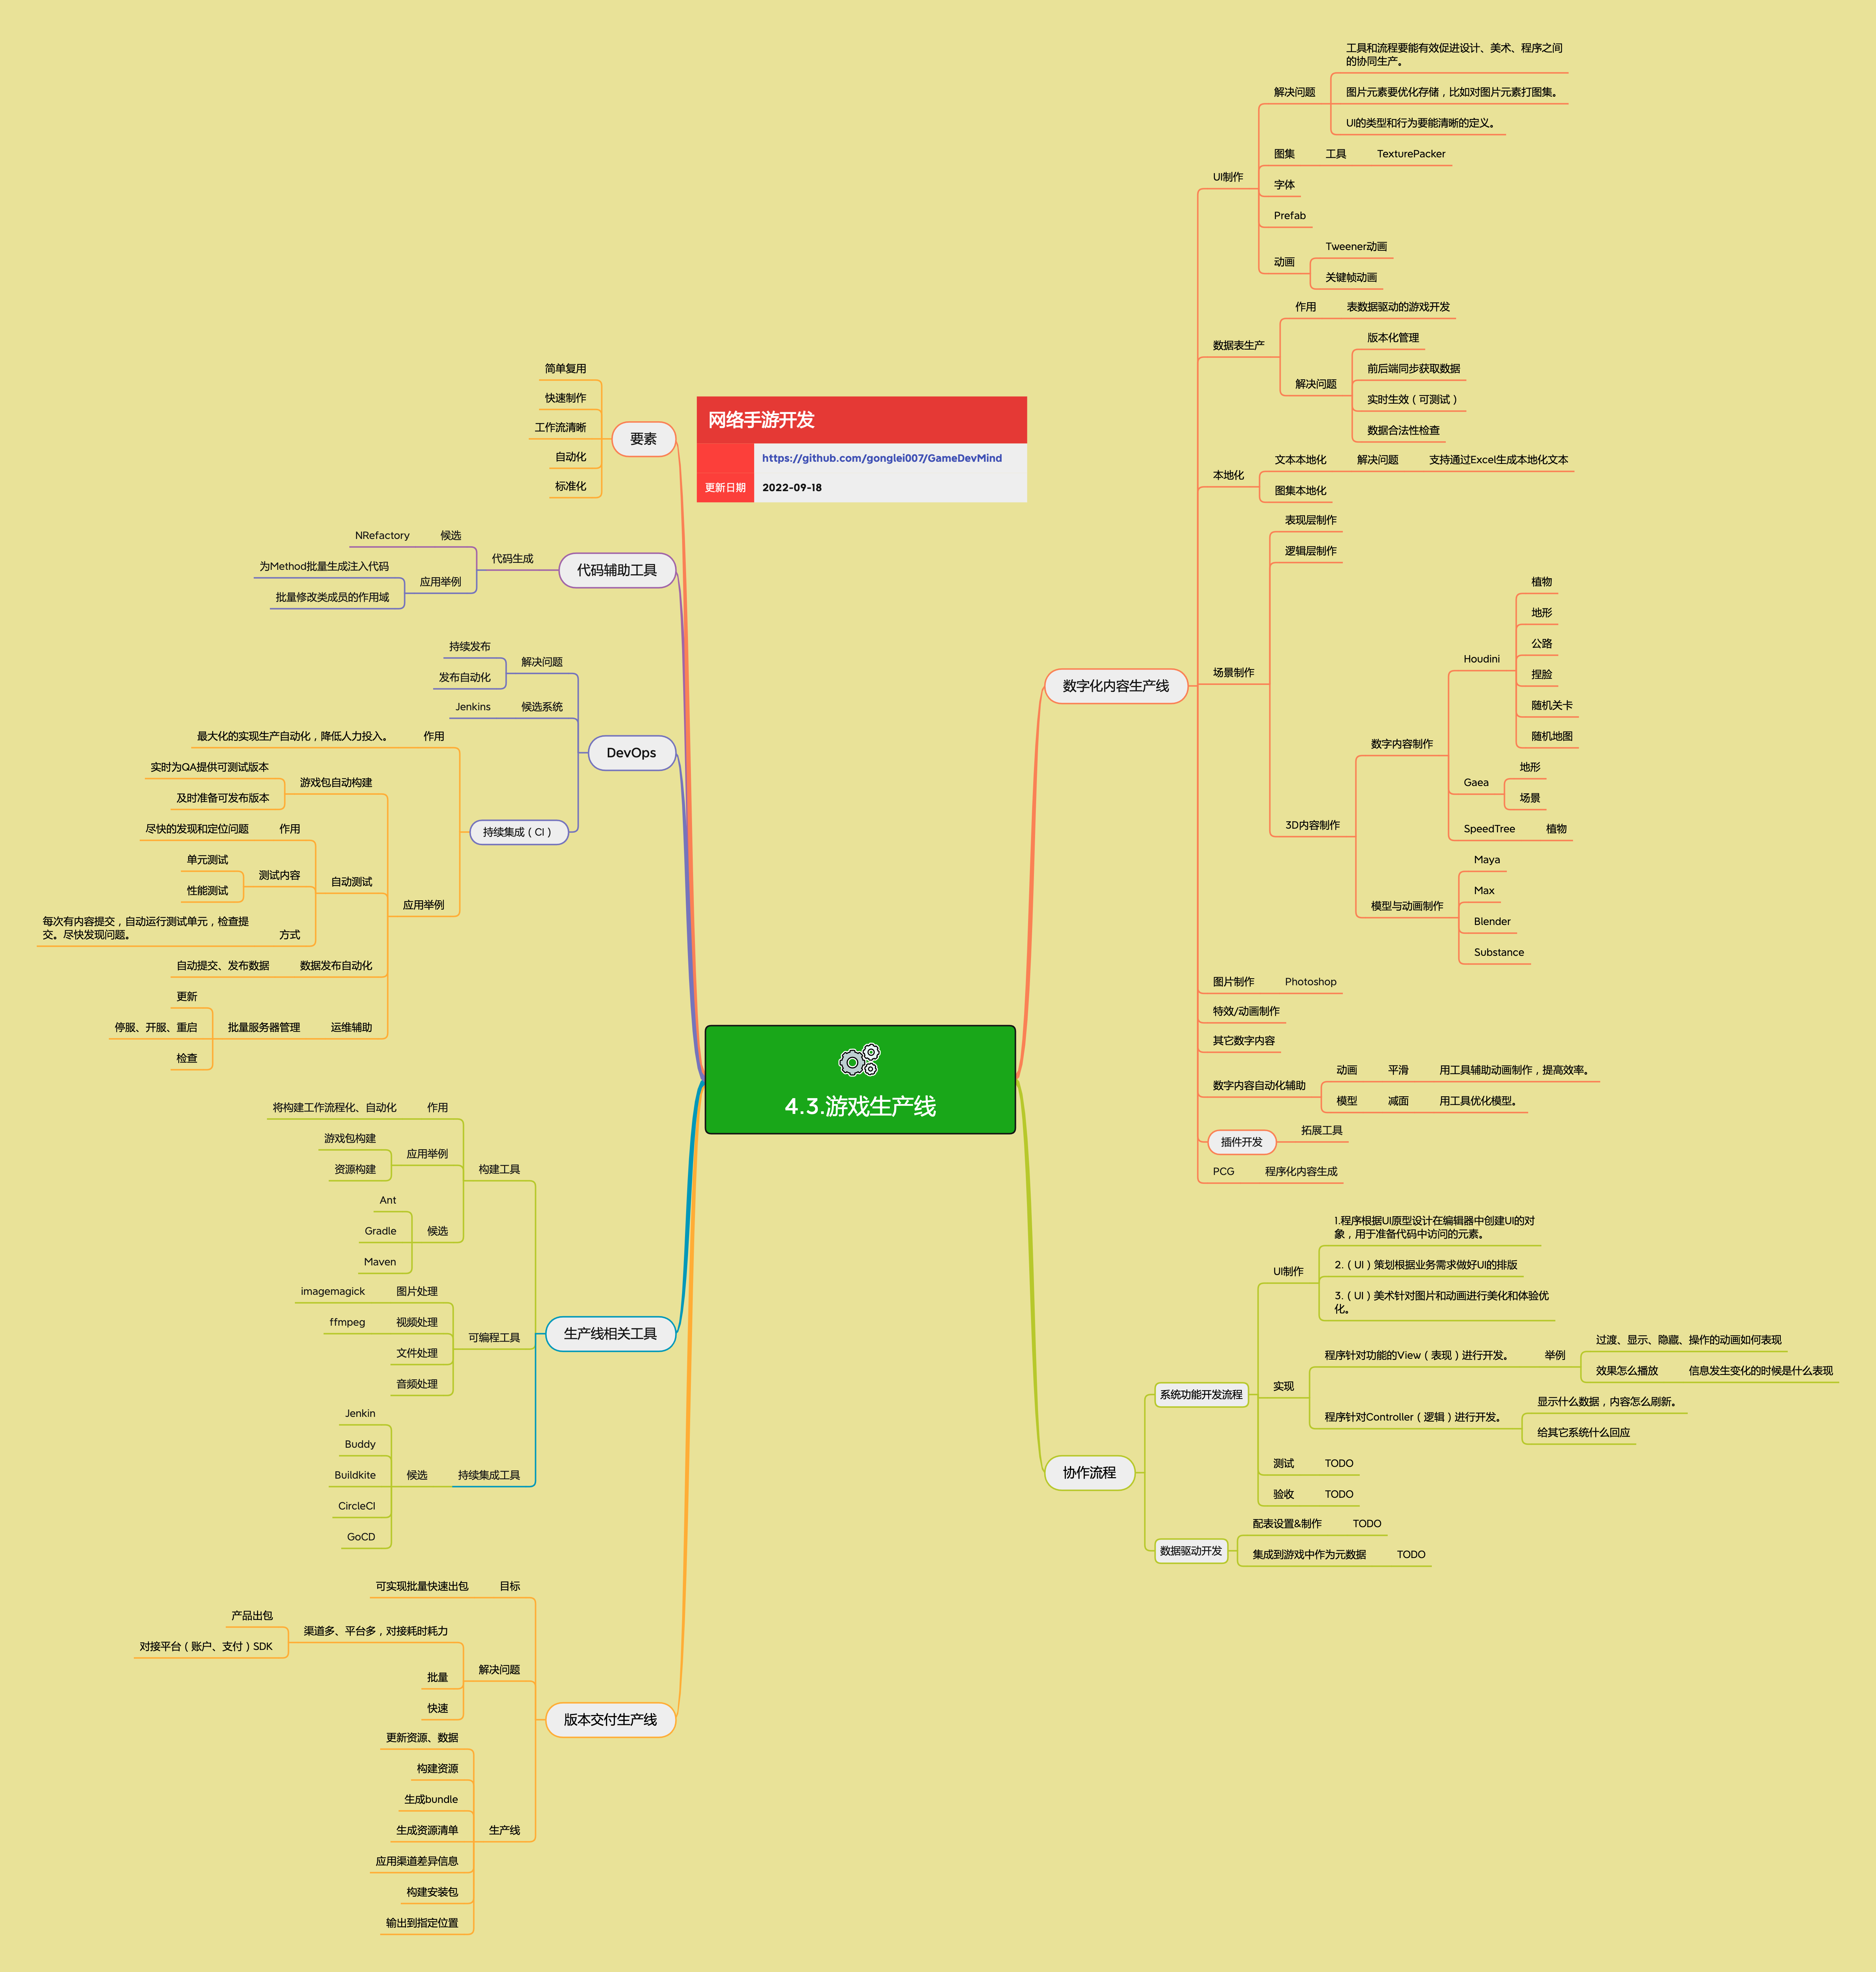 网络手游开发
https://github.com/gonglei007/GameDevMind
更新日期 2022-09-18
4.3.游戏生产线
数字化内容生产线
UI制作
解决问题
工具和流程要能有效促进设计、美术、程序之间
的协同生产。
图片元素要优化存储，比如对图片元素打图集。
UI的类型和行为要能清晰的定义。
图集 工具 TexturePacker
字体
Prefab
动画
Tweener动画
关键帧动画
数据表生产
作用 表数据驱动的游戏开发
解决问题
版本化管理
前后端同步获取数据
实时生效（可测试）
数据合法性检查
本地化
文本本地化 解决问题 支持通过Excel生成本地化文本
图集本地化
场景制作
表现层制作
逻辑层制作
3D内容制作
数字内容制作
Houdini
植物
地形
公路
捏脸
随机关卡
随机地图
Gaea
地形
场景
SpeedTree 植物
模型与动画制作
Maya
Max
Blender
Substance
图片制作 Photoshop
特效/动画制作
其它数字内容
数字内容自动化辅助
动画 平滑 用工具辅助动画制作，提高效率。
模型 减面 用工具优化模型。
插件开发 拓展工具
PCG 程序化内容生成
协作流程
系统功能开发流程
UI制作
1.程序根据UI原型设计在编辑器中创建UI的对
象，用于准备代码中访问的元素。
2.（UI）策划根据业务需求做好UI的排版
3.（UI）美术针对图片和动画进行美化和体验优
化。
实现
程序针对功能的View（表现）进行开发。 举例
过渡、显示、隐藏、操作的动画如何表现
效果怎么播放 信息发生变化的时候是什么表现
程序针对Controller（逻辑）进行开发。
显示什么数据，内容怎么刷新。
给其它系统什么回应
测试 TODO
验收 TODO
数据驱动开发
配表设置&制作 TODO
集成到游戏中作为元数据 TODO
要素
简单复用
快速制作
工作流清晰
自动化
标准化
代码辅助工具
代码生成
NRefactory 候选
应用举例
为Method批量生成注入代码
批量修改类成员的作用域
DevOps
解决问题
持续发布
发布自动化
Jenkins 候选系统
持续集成（CI）
最大化的实现生产自动化，降低人力投入。 作用
应用举例
游戏包自动构建
实时为QA提供可测试版本
及时准备可发布版本
自动测试
尽快的发现和定位问题 作用
测试内容
单元测试
性能测试
每次有内容提交，自动运行测试单元，检查提
交。尽快发现问题。 方式
自动提交、发布数据 数据发布自动化
批量服务器管理 运维辅助
更新
停服、开服、重启
检查
生产线相关工具
构建工具
将构建工作流程化、自动化 作用
应用举例
游戏包构建
资源构建
候选
Ant
Gradle
Maven
可编程工具
imagemagick 图片处理
ffmpeg 视频处理
文件处理
音频处理
候选 持续集成工具
Jenkin
Buddy
Buildkite
CircleCI
GoCD
版本交付生产线
可实现批量快速出包 目标
解决问题
渠道多、平台多，对接耗时耗力
产品出包
对接平台（账户、支付）SDK
批量
快速
生产线
更新资源、数据
构建资源
生成bundle
生成资源清单
应用渠道差异信息
构建安装包
输出到指定位置